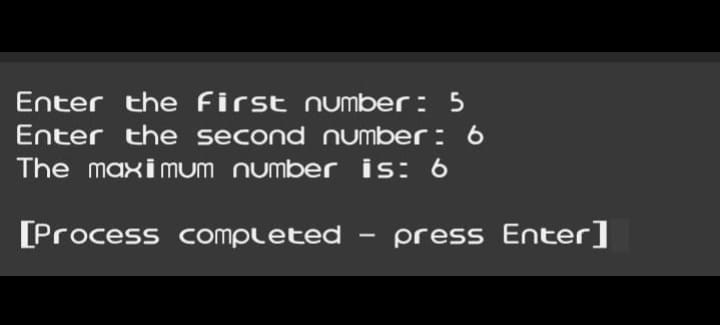 Enter the first number: 5
Enter the second number: 6
The maximum number is: 6
[Process completed - press Enter]